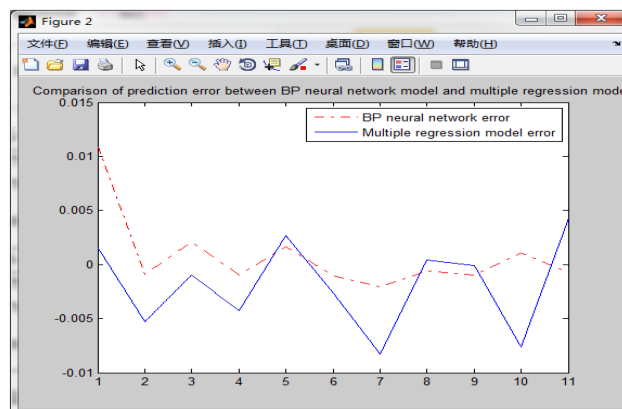 Figure 2
文件(F) 编辑(E) 查看(V) 插入(I) 工具(T) 桌面(D) 窗口(W) 帮助(H)
Comparison of prediction error between BP neural network model and multiple regression mode
0.015
BP neural network error
Multiple regression model error
0.01
0.005
0
-0.005
-0.01
1 2 3 4 5 6 7 8 9 10 11